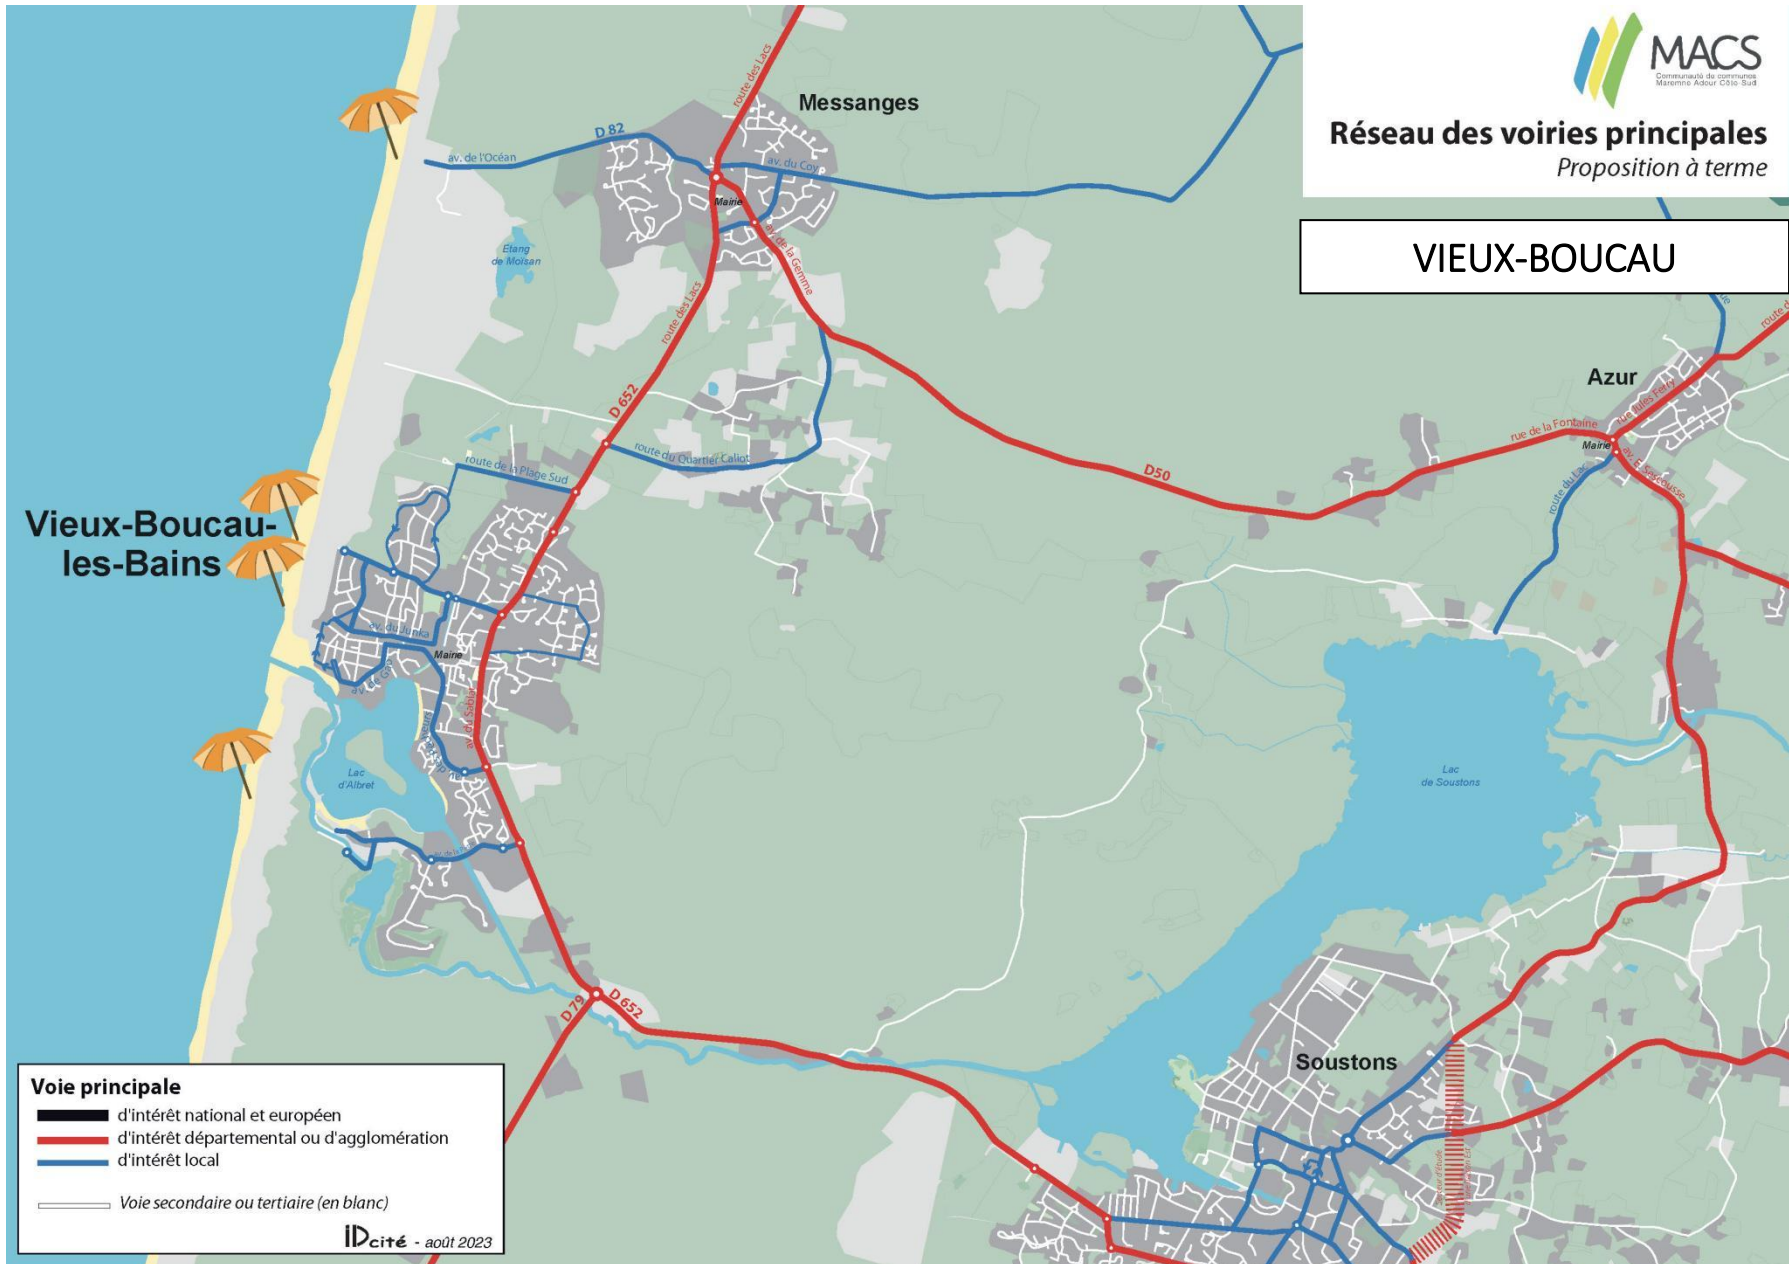 MACS
Communauté de communes
Maremne Adour Côte-Sud
Réseau des voiries principales
Proposition à terme
VIEUX-BOUCAU
route des Lacs
Messanges
D 82
av. de l'Océan
av. du Coy
Mairie
av. de la Gemme
Etang
de Moïsan
route des Lacs
D 652
route du Quartier Caliot
route de la Plage Sud
Azur
route d
rue Jules Ferry
rue de la Fontaine
Mairie
av. E. Sescousse
route du Lac
D50
Vieux-Boucau-
les-Bains
av. du Junka
Mairie
av. du Sablar
Lac
d'Albret
Lac
de Soustons
D 79
D 652
Soustons
Voie principale
d'intérêt national et européen
d'intérêt départemental ou d'agglomération
d'intérêt local
Voie secondaire ou tertiaire (en blanc)
IDcité - août 2023